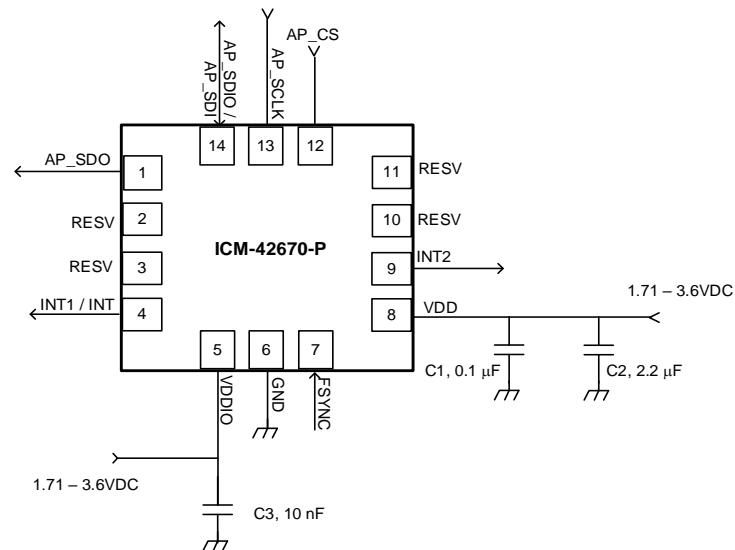 AP_SDIO /
AP_SDI
AP_SCLK
AP_CS
14
13
12
AP_SDO
1
11
RESV
RESV
2
10
RESV
ICM-42670-P
RESV
3
9
INT2
INT1 / INT
4
8
VDD
1.71 – 3.6VDC
5
6
7
C1, 0.1 μF
C2, 2.2 μF
VDDIO
GND
FSYNC
1.71 – 3.6VDC
C3, 10 nF